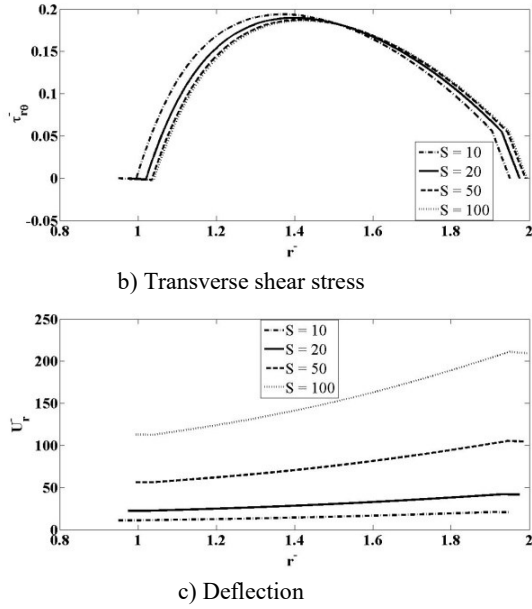 0.2
0.15
0.1
0.05
0
-0.05
τ̄rθ
S = 10
S = 20
S = 50
S = 100
0.8 1 1.2 1.4 1.6 1.8 2
r̄
b) Transverse shear stress
250
200
150
100
50
0
Ūr
S = 10
S = 20
S = 50
S = 100
0.8 1 1.2 1.4 1.6 1.8 2
r̄
c) Deflection